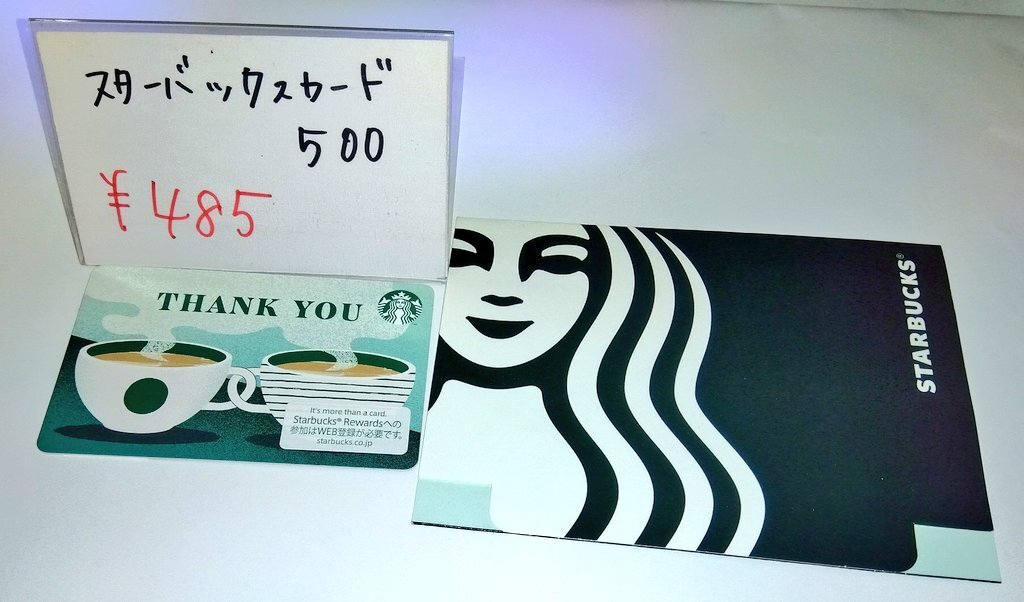 スターバックスカード
500
¥485
THANK YOU
It's more than a card.
Starbucks® Rewardsへの
参加はWEB登録が必要です。
starbucks.co.jp
STARBUCKS®